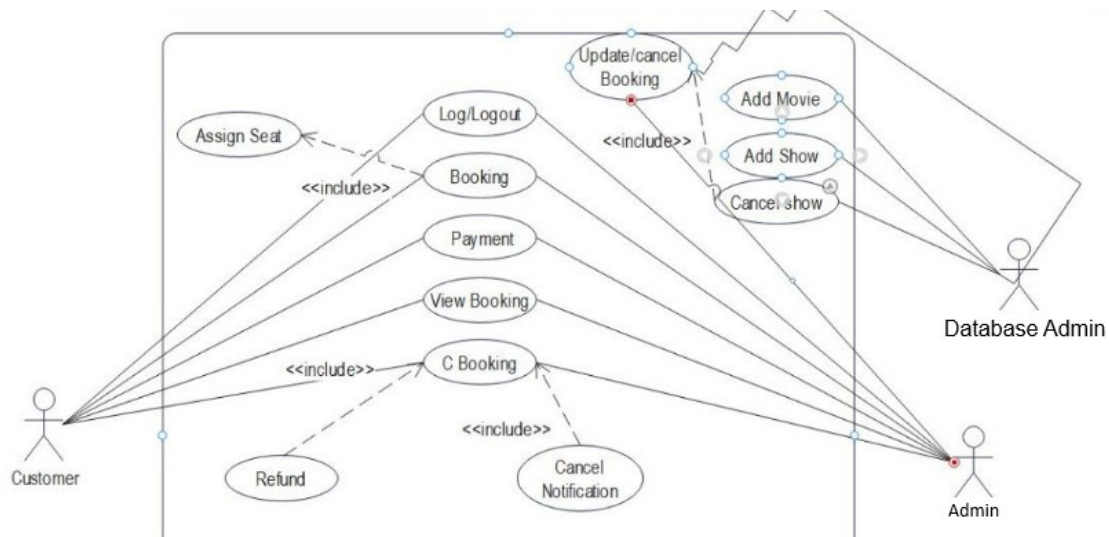 Update/cancel
Booking
Add Movie
Log/Logout
Assign Seat
<<include>>
Add Show
<<include>>
Booking
Cancel show
Payment
View Booking
Database Admin
<<include>>
C Booking
<<include>>
Customer
Refund
Cancel
Notification
Admin